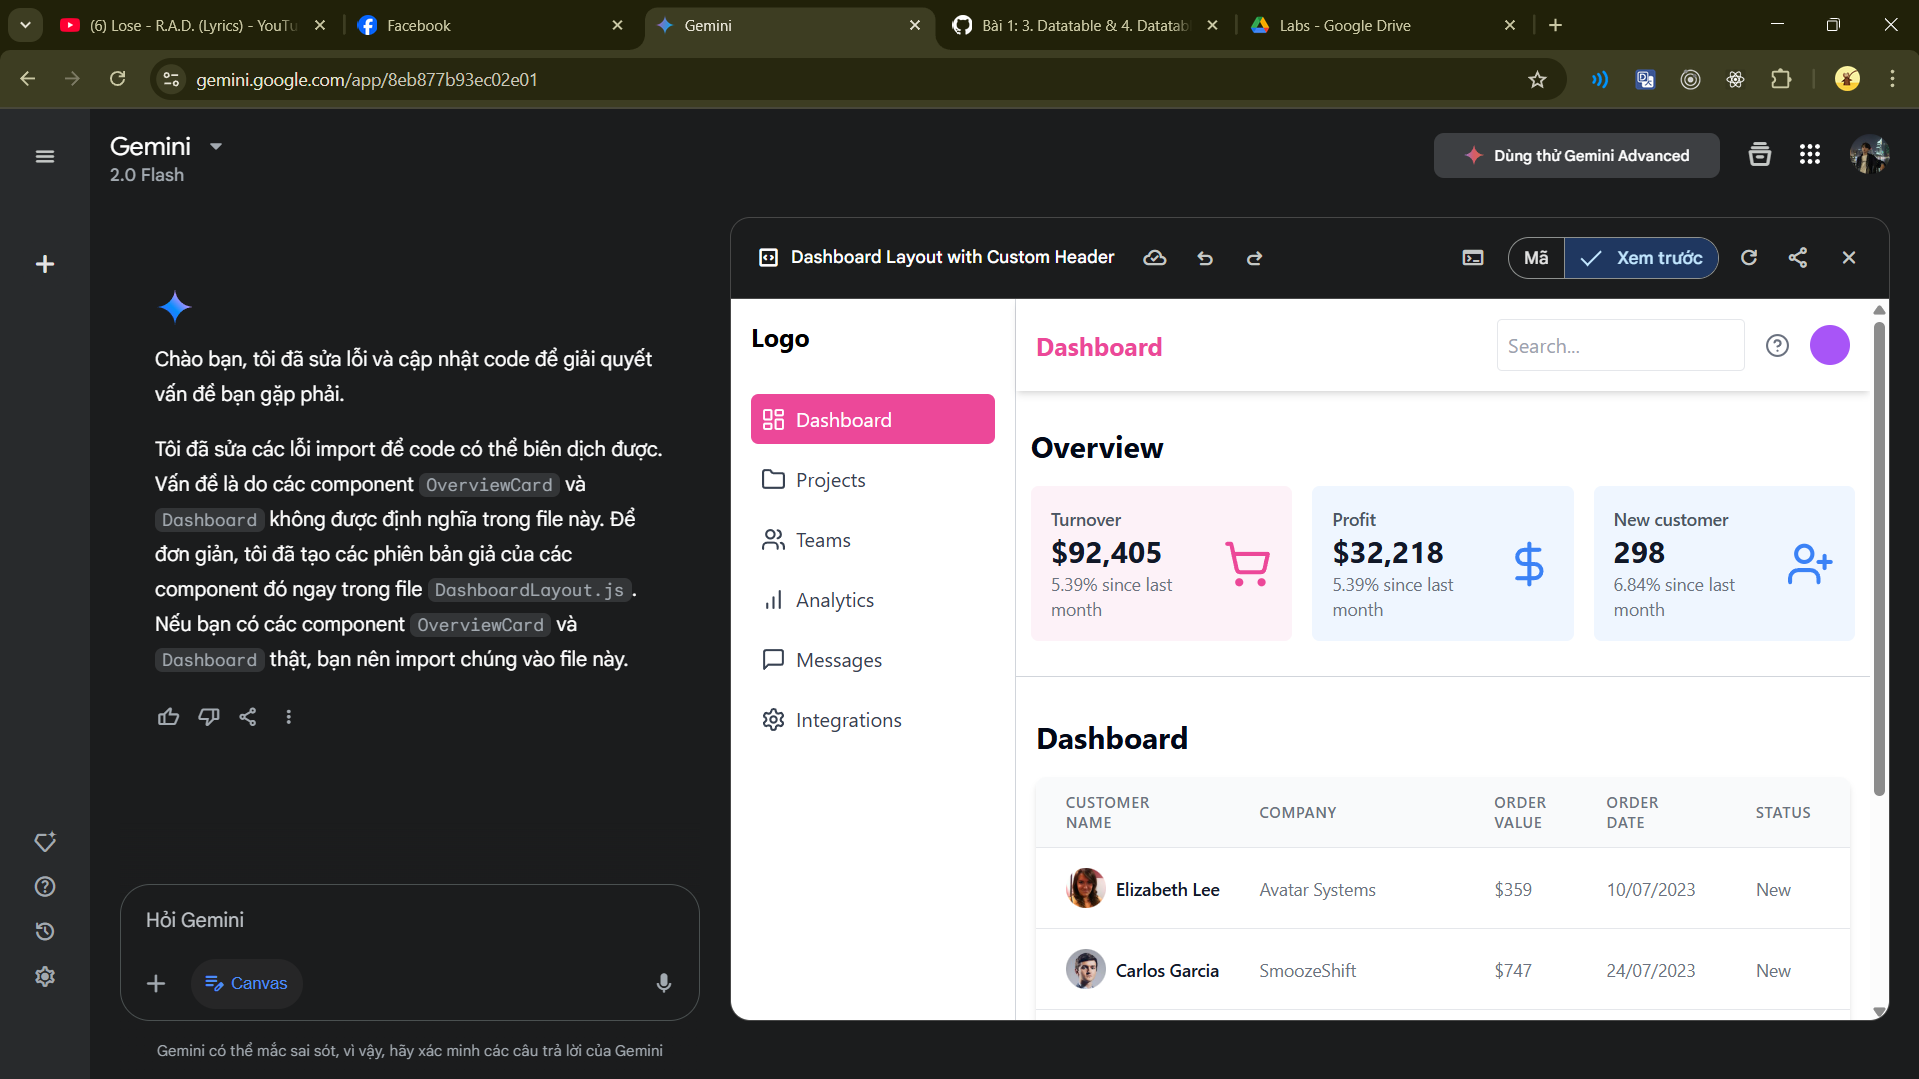 (6) Lose - R.A.D. (Lyrics) - YouTu
Facebook
Gemini
Bài 1: 3. Datatable & 4. Datatabl
Labs - Google Drive
gemini.google.com/app/8eb877b93ec02e01
Gemini
2.0 Flash
Dùng thử Gemini Advanced
Chào bạn, tôi đã sửa lỗi và cập nhật code để giải quyết
vấn đề bạn gặp phải.
Tôi đã sửa các lỗi import để code có thể biên dịch được.
Vấn đề là do các component OverviewCard và
Dashboard không được định nghĩa trong file này. Để
đơn giản, tôi đã tạo các phiên bản giả của các
component đó ngay trong file DashboardLayout.js.
Nếu bạn có các component OverviewCard và
Dashboard thật, bạn nên import chúng vào file này.
Hỏi Gemini
Canvas
Gemini có thể mắc sai sót, vì vậy, hãy xác minh các câu trả lời của Gemini
Dashboard Layout with Custom Header
Mã
Xem trước
Logo
Dashboard
Projects
Teams
Analytics
Messages
Integrations
Dashboard
Search...
Overview
Turnover
$92,405
5.39% since last
month
Profit
$32,218
5.39% since last
month
New customer
298
6.84% since last
month
Dashboard
CUSTOMER
NAME
COMPANY
ORDER
VALUE
ORDER
DATE
STATUS
Elizabeth Lee Avatar Systems $359 10/07/2023 New
Carlos Garcia SmoozeShift $747 24/07/2023 New